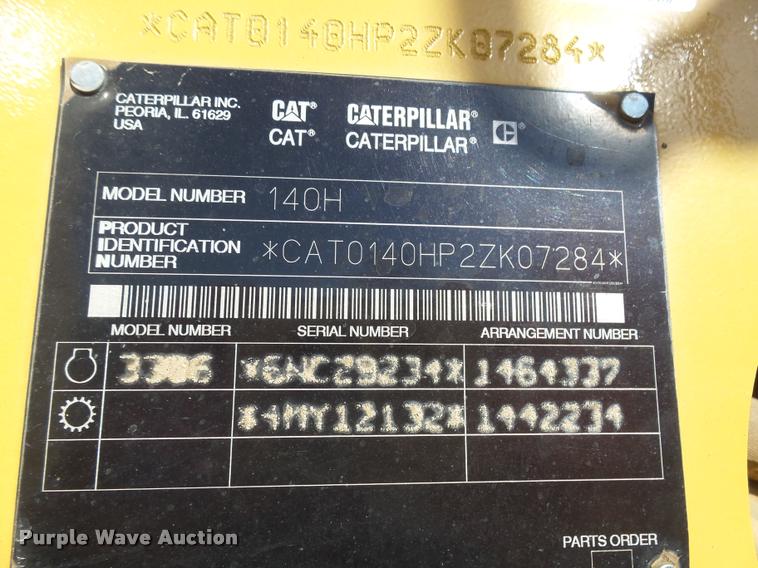 *CAT0140HP2ZK07284*
CATERPILLAR INC.
PEORIA, IL. 61629
USA
CAT® CATERPILLAR®
CAT® CATERPILLAR®
MODEL NUMBER 140H
PRODUCT
IDENTIFICATION
NUMBER *CAT0140HP2ZK07284*
MODEL NUMBER SERIAL NUMBER ARRANGEMENT NUMBER
3306 *6NC29234* 1464337
*4MY12132* 1442234
PARTS ORDER
Purple Wave Auction